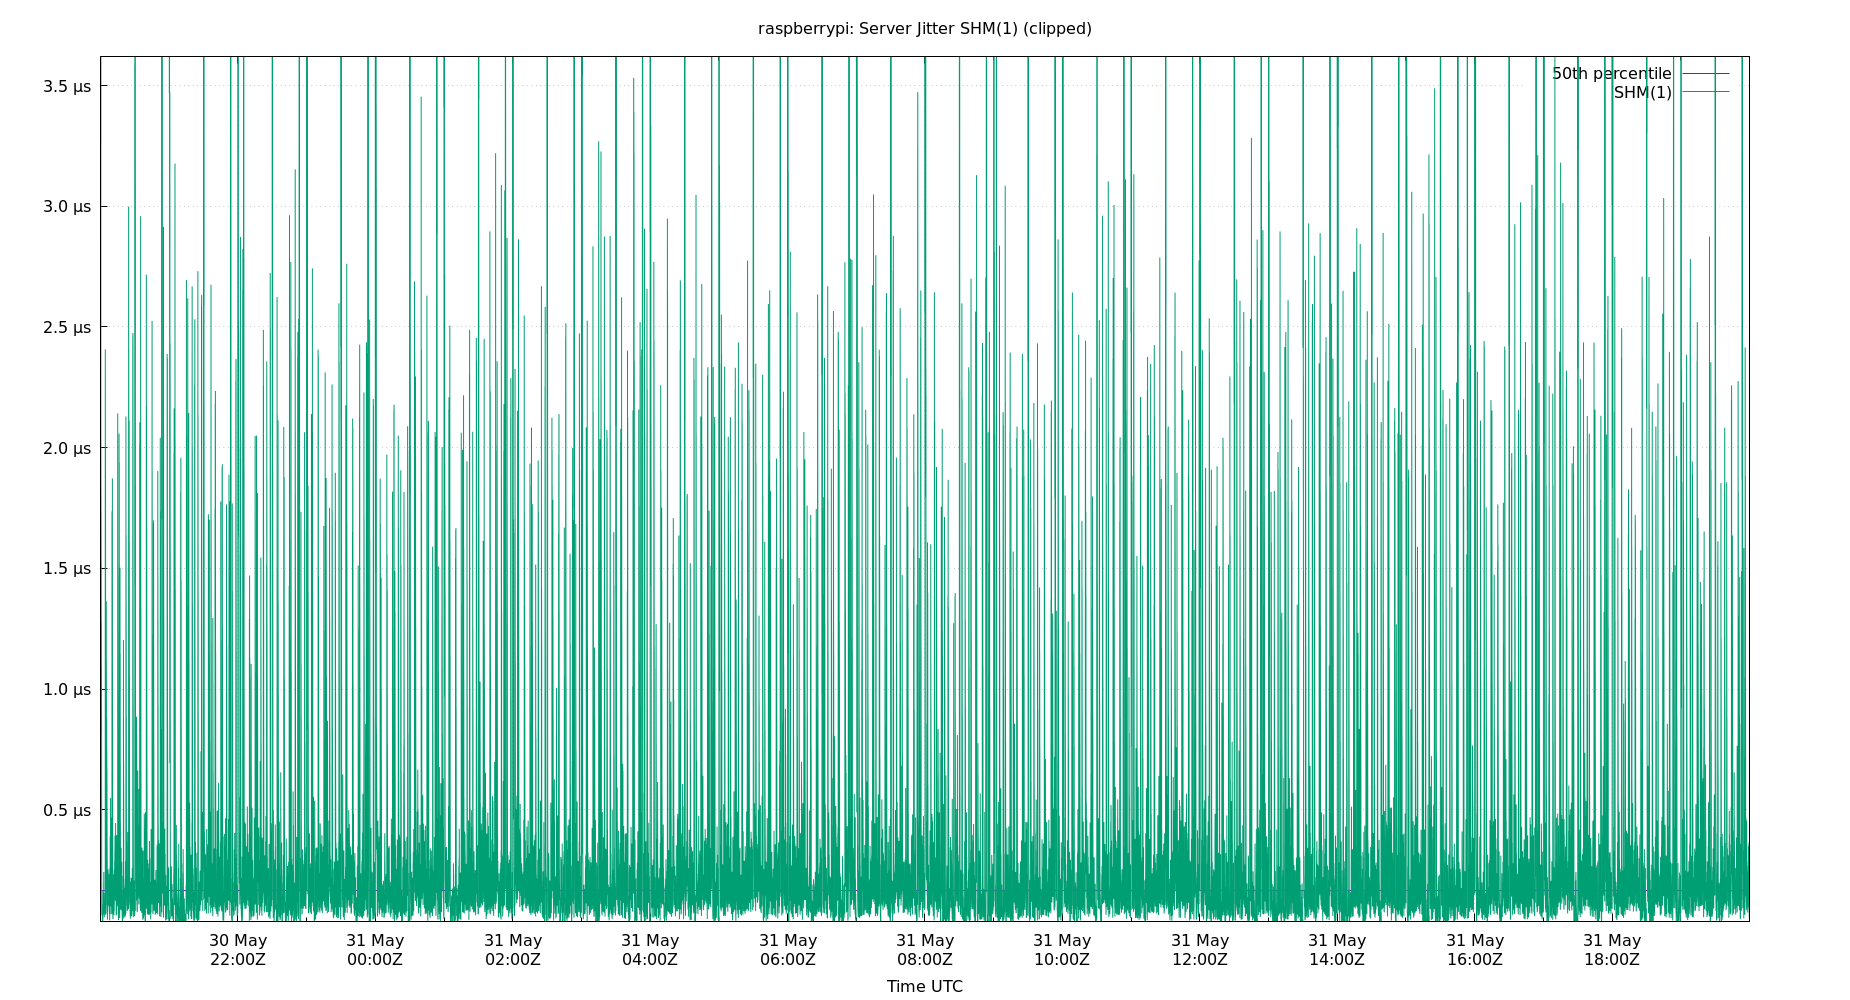 raspberrypi: Server Jitter SHM(1) (clipped)
50th percentile
SHM(1)
3.5 µs
3.0 µs
2.5 µs
2.0 µs
1.5 µs
1.0 µs
0.5 µs
30 May 31 May 31 May 31 May 31 May 31 May 31 May 31 May 31 May 31 May 31 May
22:00Z 00:00Z 02:00Z 04:00Z 06:00Z 08:00Z 10:00Z 12:00Z 14:00Z 16:00Z 18:00Z
Time UTC